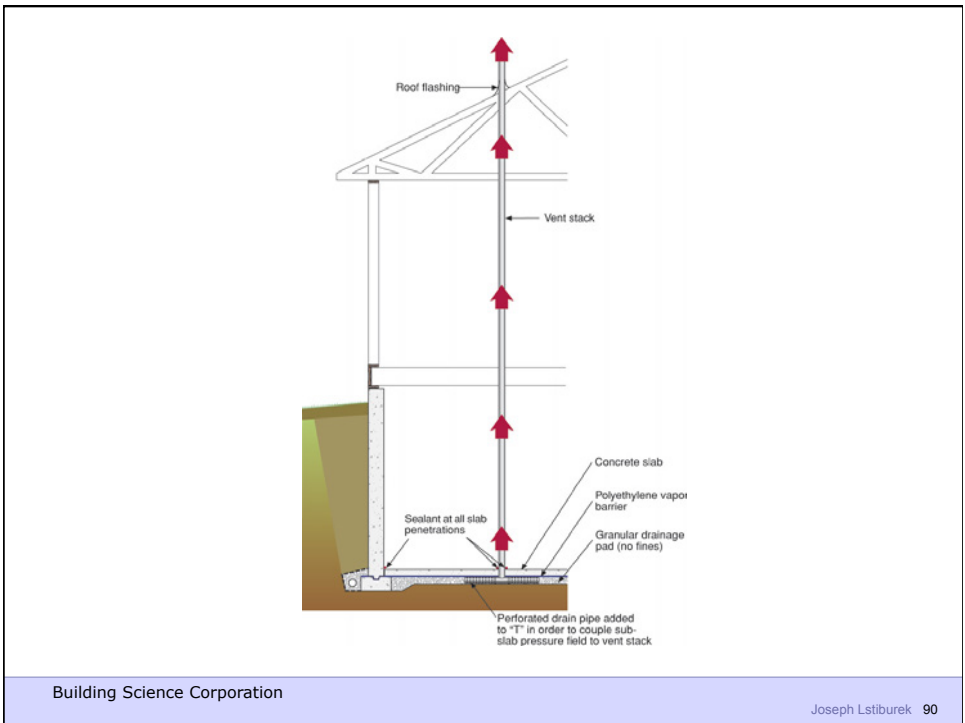 Roof flashing
Vent stack
Concrete slab
Polyethylene vapor
barrier
Sealant at all slab
penetrations
Granular drainage
pad (no fines)
Perforated drain pipe added
to "T" in order to couple sub-
slab pressure field to vent stack
Building Science Corporation
Joseph Lstiburek 90